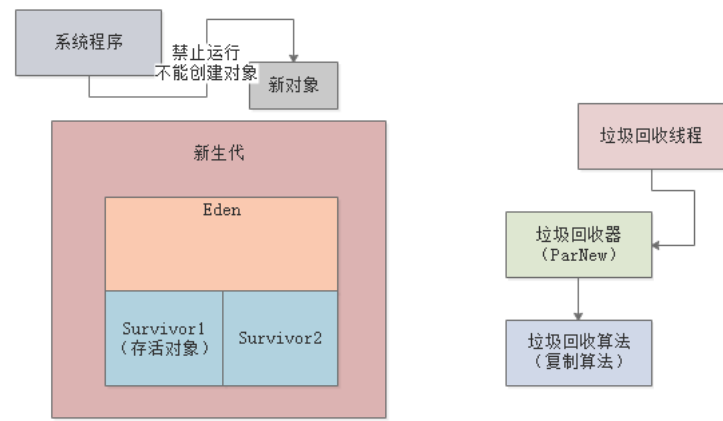 系统程序
禁止运行
不能创建对象
新对象
新生代
Eden
Survivor1
（存活对象）
Survivor2
垃圾回收线程
垃圾回收器
（ParNew）
垃圾回收算法
（复制算法）